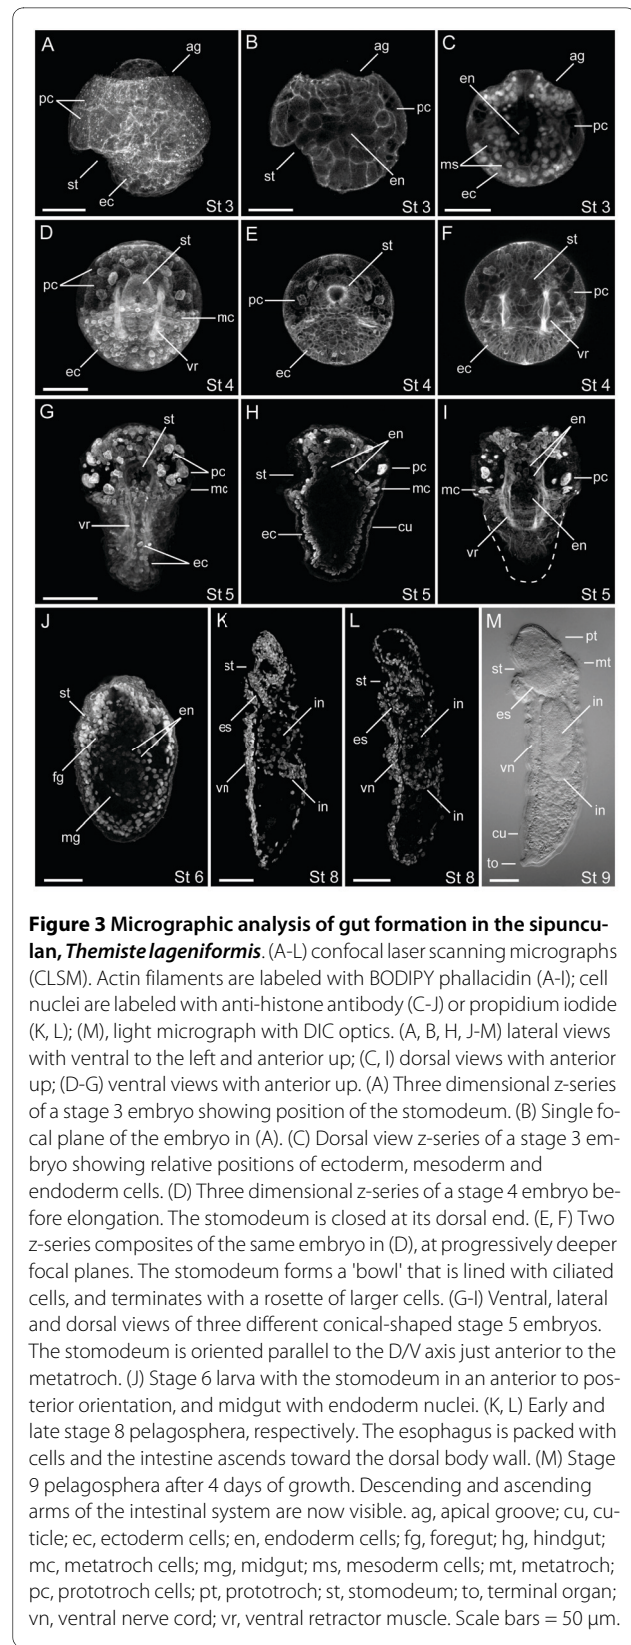 A
ag
pc
st
ec
St 3
B
ag
pc
st
en
St 3
C
ag
en
pc
ms
ec
St 3
D
st
pc
mc
ec
vr
St 4
E
st
pc
ec
St 4
F
st
pc
ec
vr
St 4
G
st
pc
mc
vr
ec
St 5
H
en
st
pc
mc
ec
cu
St 5
I
en
mc
pc
vr
en
St 5
J
st
en
fg
mg
St 6
K
st
es
in
vn
in
St 8
L
st
in
es
vn
in
St 8
M
pt
st
mt
es
in
vn
in
cu
to
St 9
Figure 3 Micrographic analysis of gut formation in the sipuncu-
lan, Themiste lageniformis. (A-L) confocal laser scanning micrographs
(CLSM). Actin filaments are labeled with BODIPY phallacidin (A-I); cell
nuclei are labeled with anti-histone antibody (C-J) or propidium iodide
(K, L); (M), light micrograph with DIC optics. (A, B, H, J-M) lateral views
with ventral to the left and anterior up; (C, I) dorsal views with anterior
up; (D-G) ventral views with anterior up. (A) Three dimensional z-series
of a stage 3 embryo showing position of the stomodeum. (B) Single fo-
cal plane of the embryo in (A). (C) Dorsal view z-series of a stage 3 em-
bryo showing relative positions of ectoderm, mesoderm and
endoderm cells. (D) Three dimensional z-series of a stage 4 embryo be-
fore elongation. The stomodeum is closed at its dorsal end. (E, F) Two
z-series composites of the same embryo in (D), at progressively deeper
focal planes. The stomodeum forms a 'bowl' that is lined with ciliated
cells, and terminates with a rosette of larger cells. (G-I) Ventral, lateral
and dorsal views of three different conical-shaped stage 5 embryos.
The stomodeum is oriented parallel to the D/V axis just anterior to the
metatroch. (J) Stage 6 larva with the stomodeum in an anterior to pos-
terior orientation, and midgut with endoderm nuclei. (K, L) Early and
late stage 8 pelagosphera, respectively. The esophagus is packed with
cells and the intestine ascends toward the dorsal body wall. (M) Stage
9 pelagosphera after 4 days of growth. Descending and ascending
arms of the intestinal system are now visible. ag, apical groove; cu, cu-
ticle; ec, ectoderm cells; en, endoderm cells; fg, foregut; hg, hindgut;
mc, metatroch cells; mg, midgut; ms, mesoderm cells; mt, metatroch;
pc, prototroch cells; pt, prototroch; st, stomodeum; to, terminal organ;
vn, ventral nerve cord; vr, ventral retractor muscle. Scale bars = 50 μm.